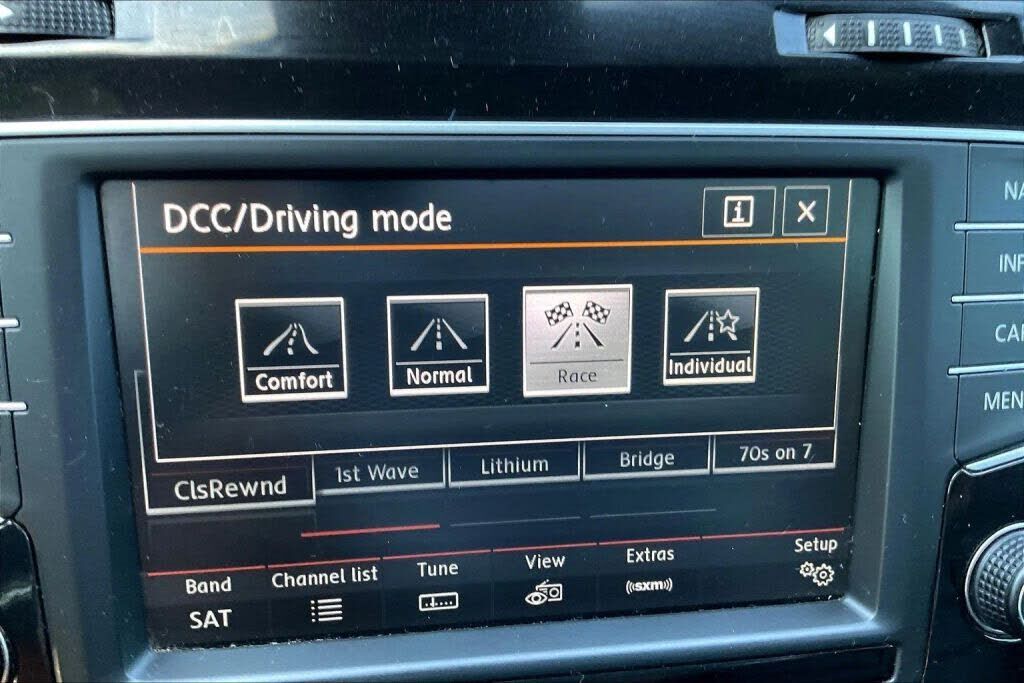 DCC/Driving mode
Comfort
Normal
Race
Individual
ClsRewnd
1st Wave
Lithium
Bridge
70s on 7
Band
SAT
Channel list
Tune
View
Extras
((sxm))
Setup